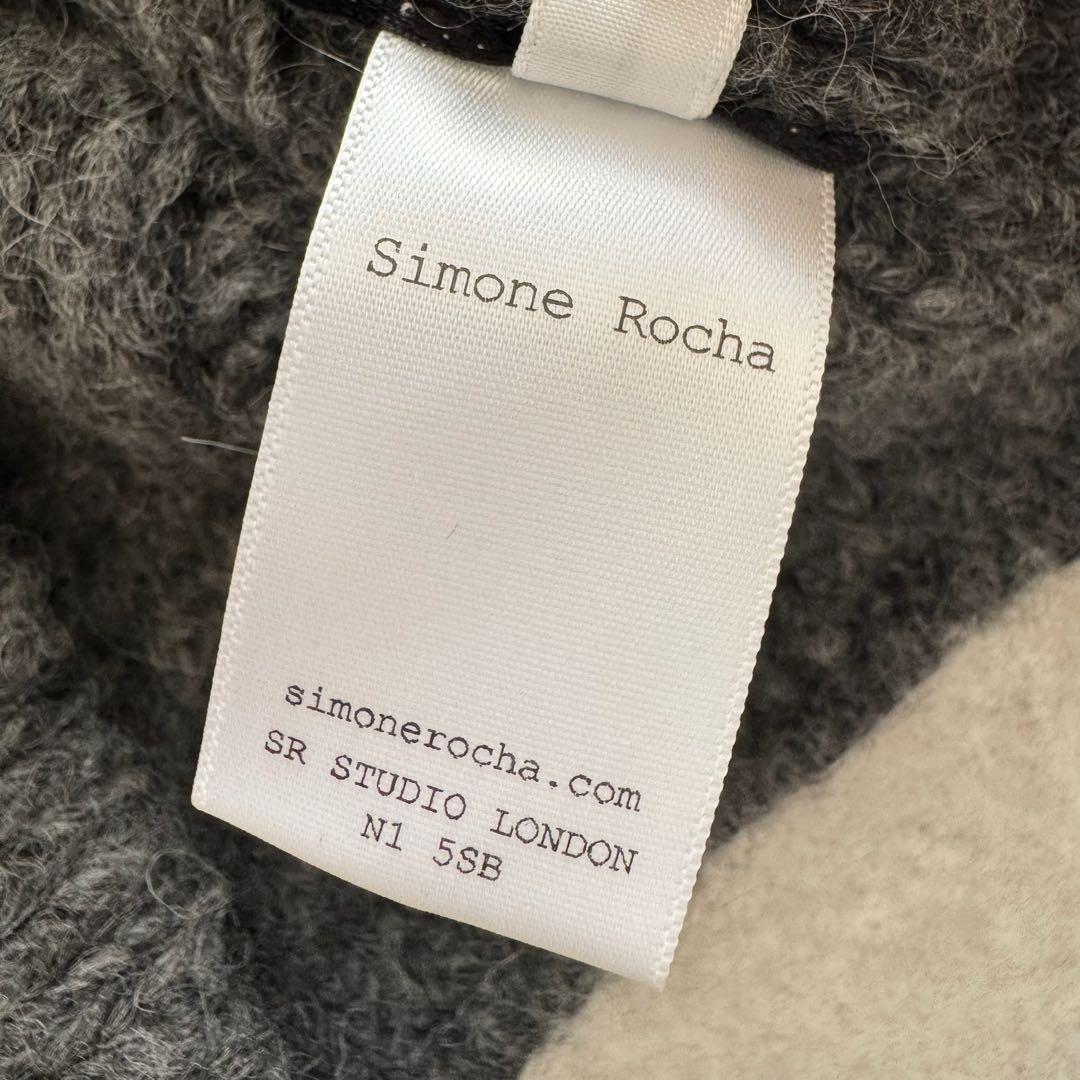 Simone Rocha
simonerocha.com
SR STUDIO LONDON
N1 5SB